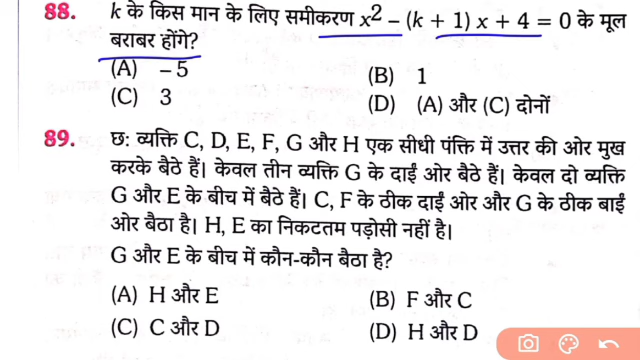 88. k के किस मान के लिए समीकरण x² – (k + 1) x + 4 = 0 के मूल
बराबर होंगे?
(A) – 5 (B) 1
(C) 3 (D) (A) और (C) दोनों
89. छः व्यक्ति C, D, E, F, G और H एक सीधी पंक्ति में उत्तर की ओर मुख
करके बैठे हैं। केवल तीन व्यक्ति G के दाईं ओर बैठे हैं। केवल दो व्यक्ति
G और E के बीच में बैठे हैं। C, F के ठीक दाईं ओर और G के ठीक बाईं
ओर बैठा है। H, E का निकटतम पड़ोसी नहीं है।
G और E के बीच में कौन-कौन बैठा है?
(A) H और E (B) F और C
(C) C और D (D) H और D